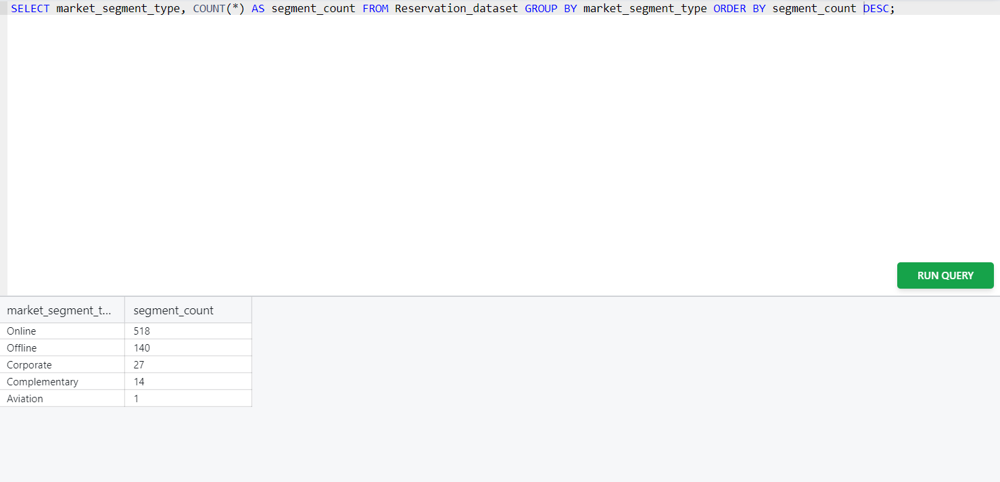 SELECT market_segment_type, COUNT(*) AS segment_count FROM Reservation_dataset GROUP BY market_segment_type ORDER BY segment_count DESC;
RUN QUERY
market_segment_t... segment_count
Online 518
Offline 140
Corporate 27
Complementary 14
Aviation 1